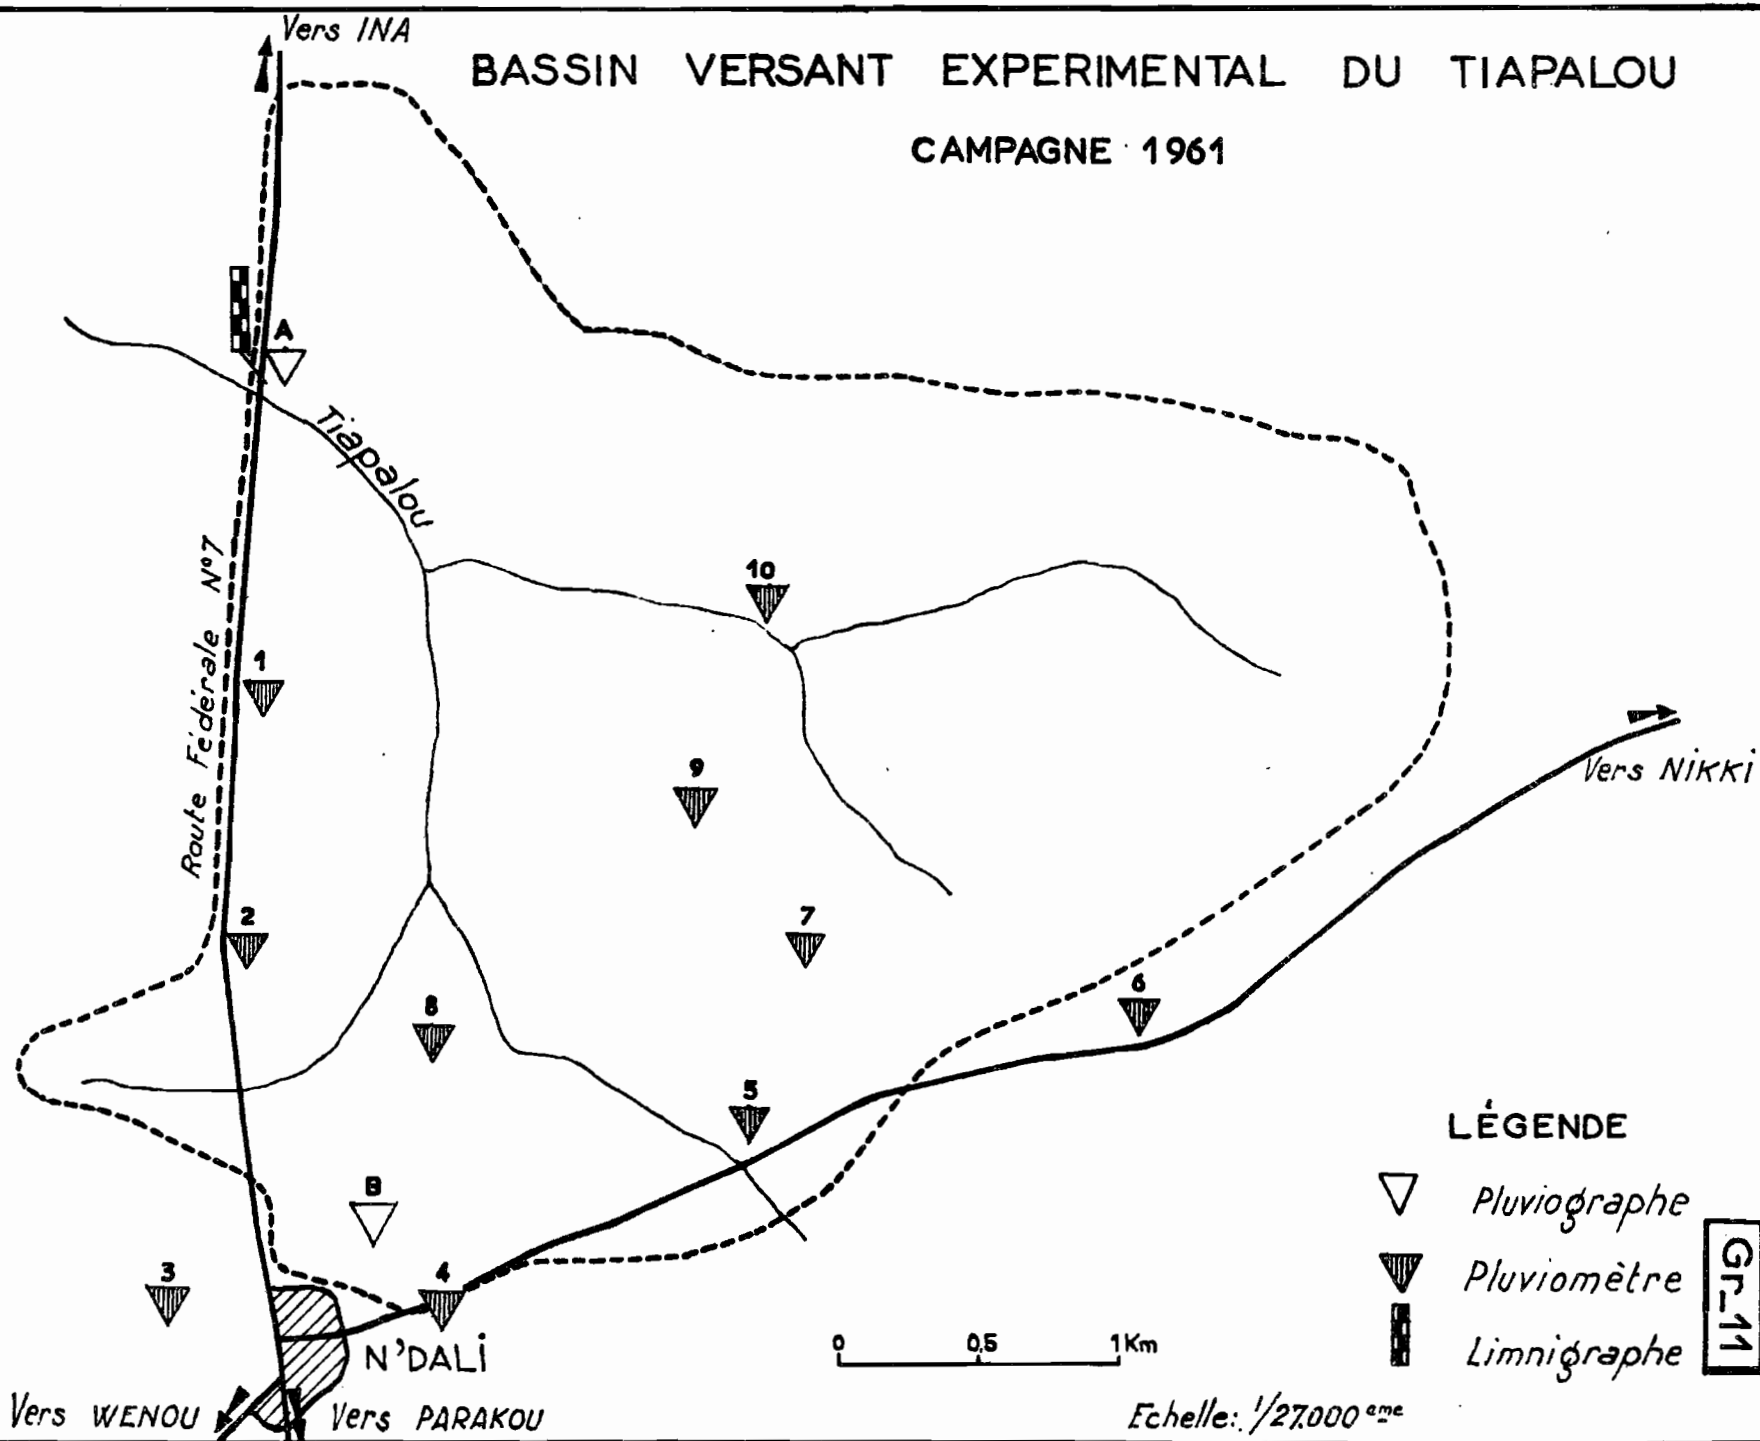 Vers INA
BASSIN VERSANT EXPERIMENTAL DU TIAPALOU
CAMPAGNE 1961
A
Tiapalou
Route Fédérale N°7
10
1
9
Vers NIKKI
2
7
6
8
5
B
3
4
N'DALI
Vers WENOU
Vers PARAKOU
LÉGENDE
Pluviographe
Pluviomètre
Limnigraphe
Gr_11
0 0,5 1Km
Echelle: 1/27.000 eme